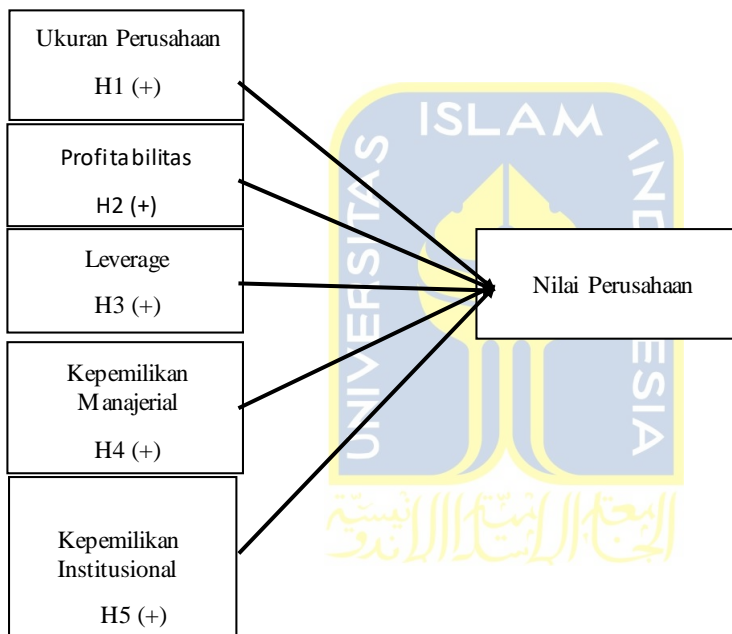 Ukuran Perusahaan
H1 (+)
Profitabilitas
H2 (+)
Leverage
H3 (+)
Kepemilikan
Manajerial
H4 (+)
Kepemilikan
Institusional
H5 (+)
Nilai Perusahaan
UNIVERSITAS
ISLAM